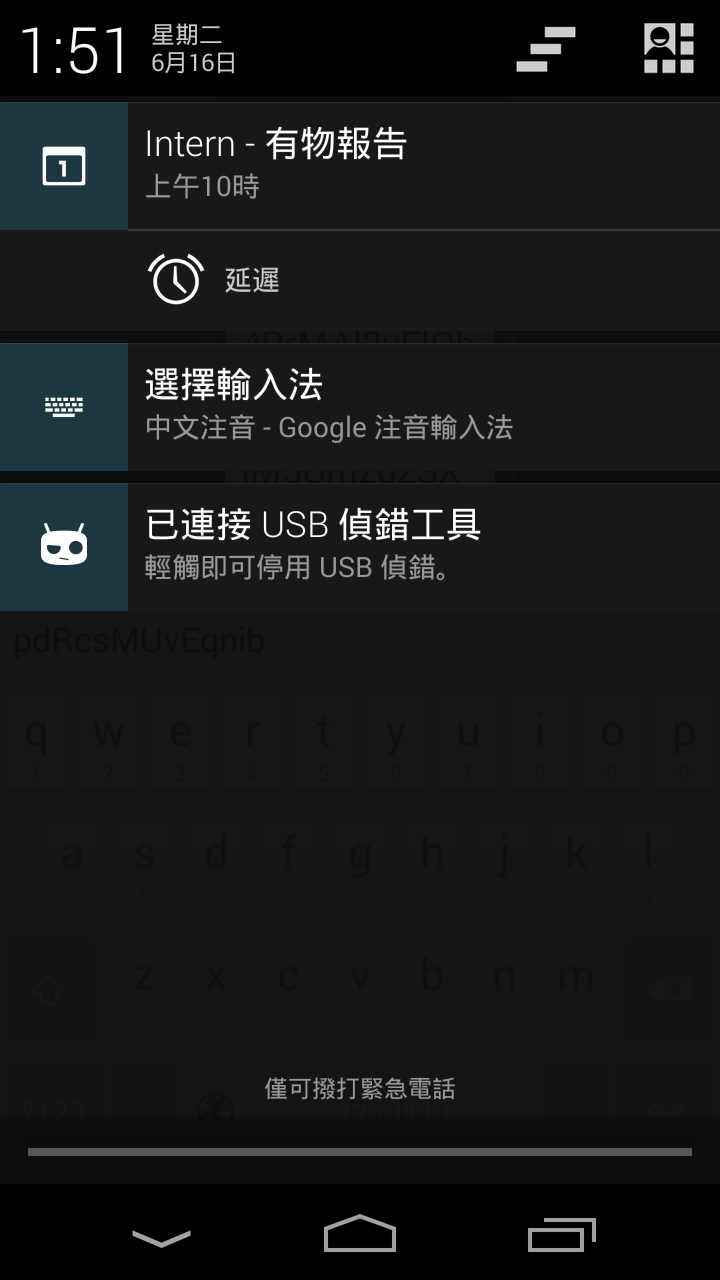 1:51
星期二
6月16日
1
Intern - 有物報告
上午10時
延遲
選擇輸入法
中文注音 - Google 注音輸入法
已連接 USB 偵錯工具
輕觸即可停用 USB 偵錯。
pdRcsMUvEqnib
q w e r t y u i o p
1 2 3 4 5 6 7 8 9 0
a s d f g h j k l
z x c v b n m
僅可撥打緊急電話
?123
English